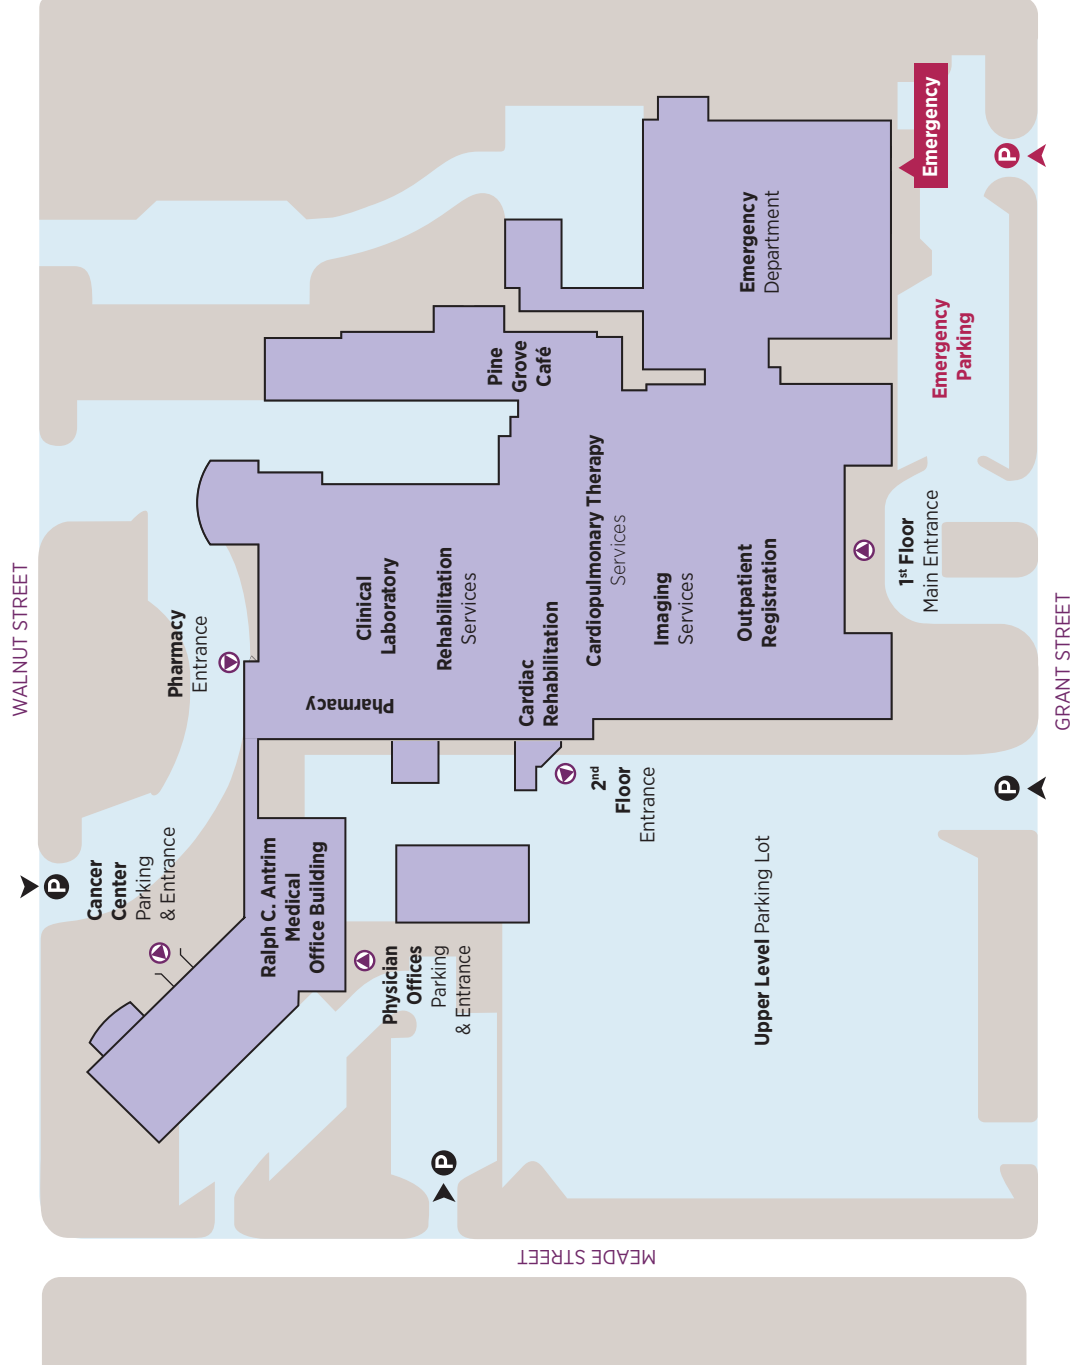 WALNUT STREET
Pharmacy
Entrance
P
Cancer
Center
Parking
& Entrance
Ralph C. Antrim
Medical
Office Building
Physician
Offices
Parking
& Entrance
P
MEADE STREET
Pharmacy
Clinical
Laboratory
Rehabilitation
Services
Pine
Grove
Café
Cardiac
Rehabilitation
Cardiopulmonary Therapy
Services
2nd
Floor
Entrance
Imaging
Services
Outpatient
Registration
Emergency
Department
Emergency
P
Emergency
Parking
1st Floor
Main Entrance
Upper Level Parking Lot
P
GRANT STREET